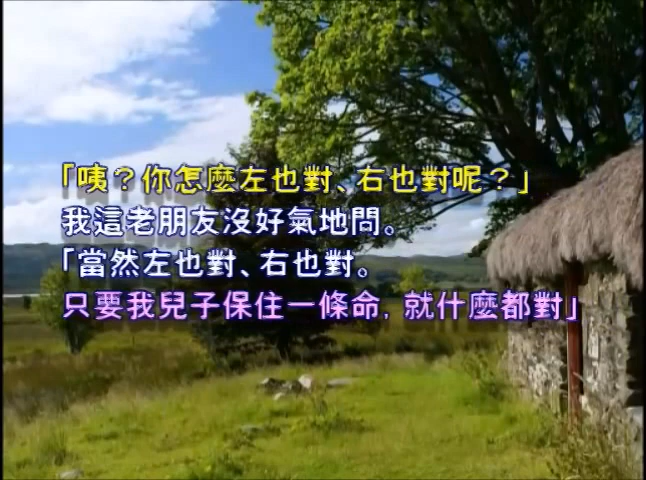 「咦？你怎麼左也對、右也對呢？」
我這老朋友沒好氣地問。
「當然左也對、右也對。
只要我兒子保住一條命，就什麼都對」